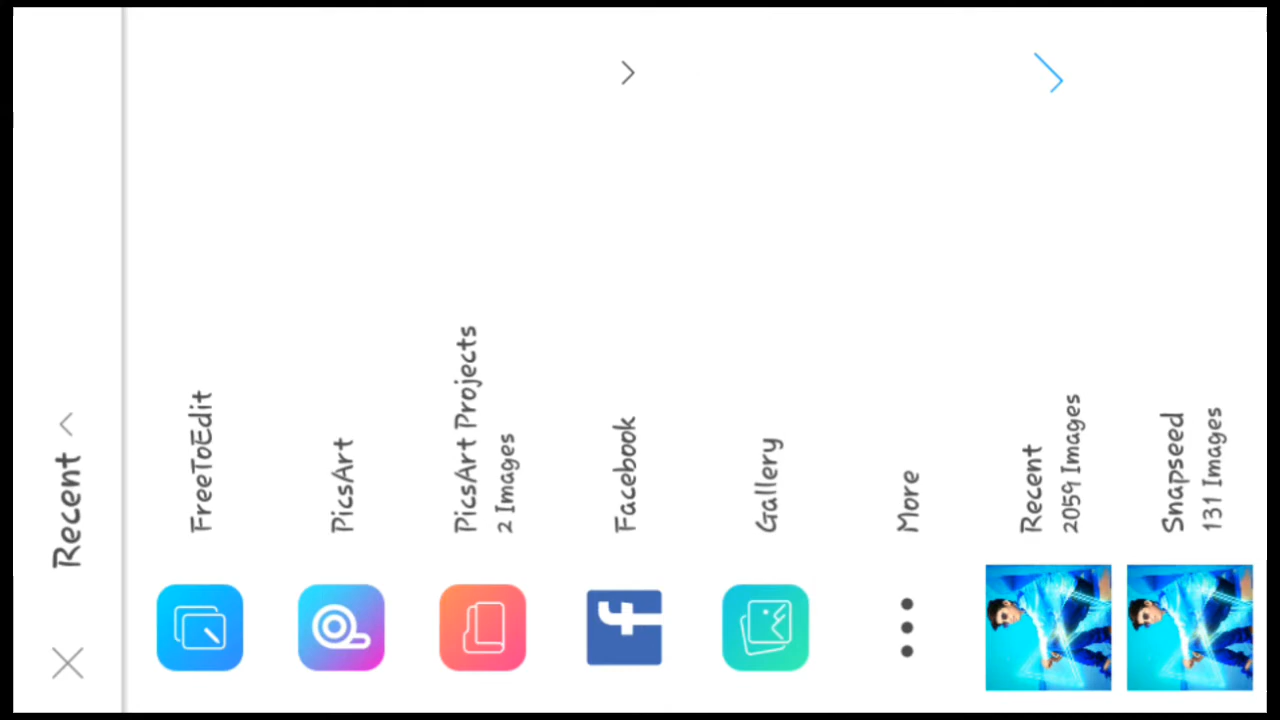 Recent
FreeToEdit
PicsArt
PicsArt Projects
2 Images
Facebook
Gallery
More
Recent
2059 Images
Snapseed
131 Images